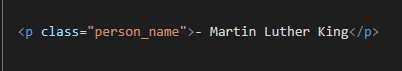 <p class="person_name">- Martin Luther King</p>